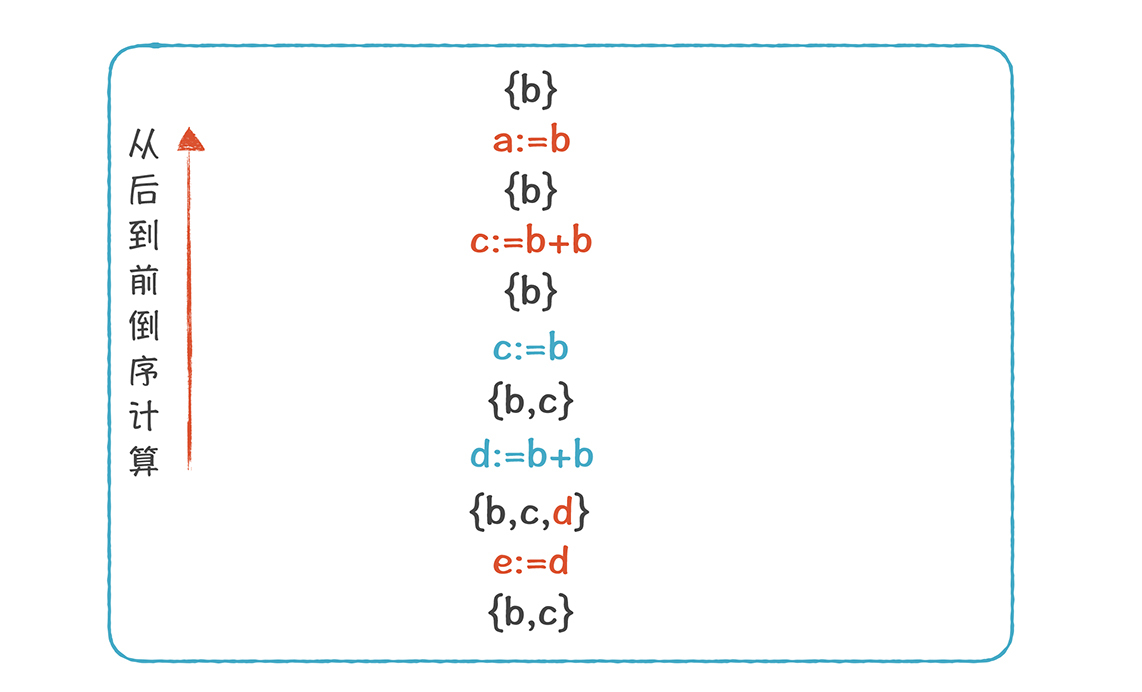 从后到前倒序计算
{b}
a:=b
{b}
c:=b+b
{b}
c:=b
{b,c}
d:=b+b
{b,c,d}
e:=d
{b,c}